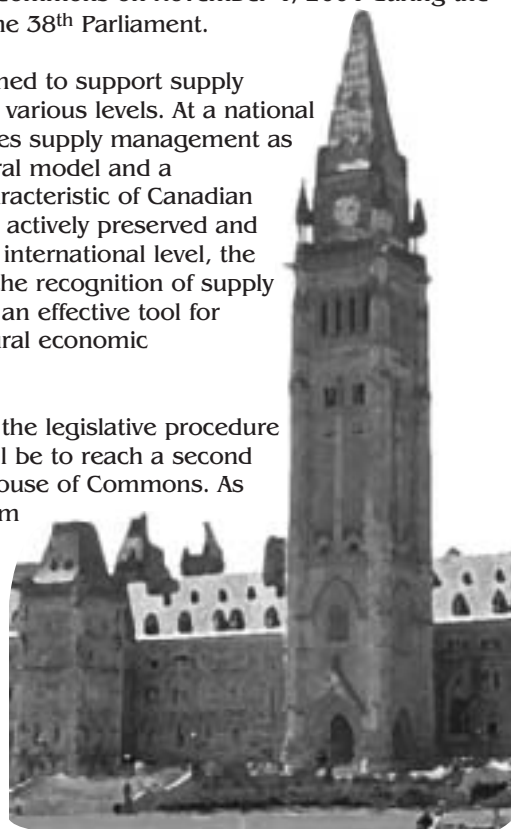 Commons on November 4, 2004 during the
ne 38th Parliament.
ned to support supply
various levels. At a national
es supply management as
ral model and a
racteristic of Canadian
actively preserved and
international level, the
he recognition of supply
an effective tool for
ural economic
the legislative procedure
l be to reach a second
ouse of Commons. As
m